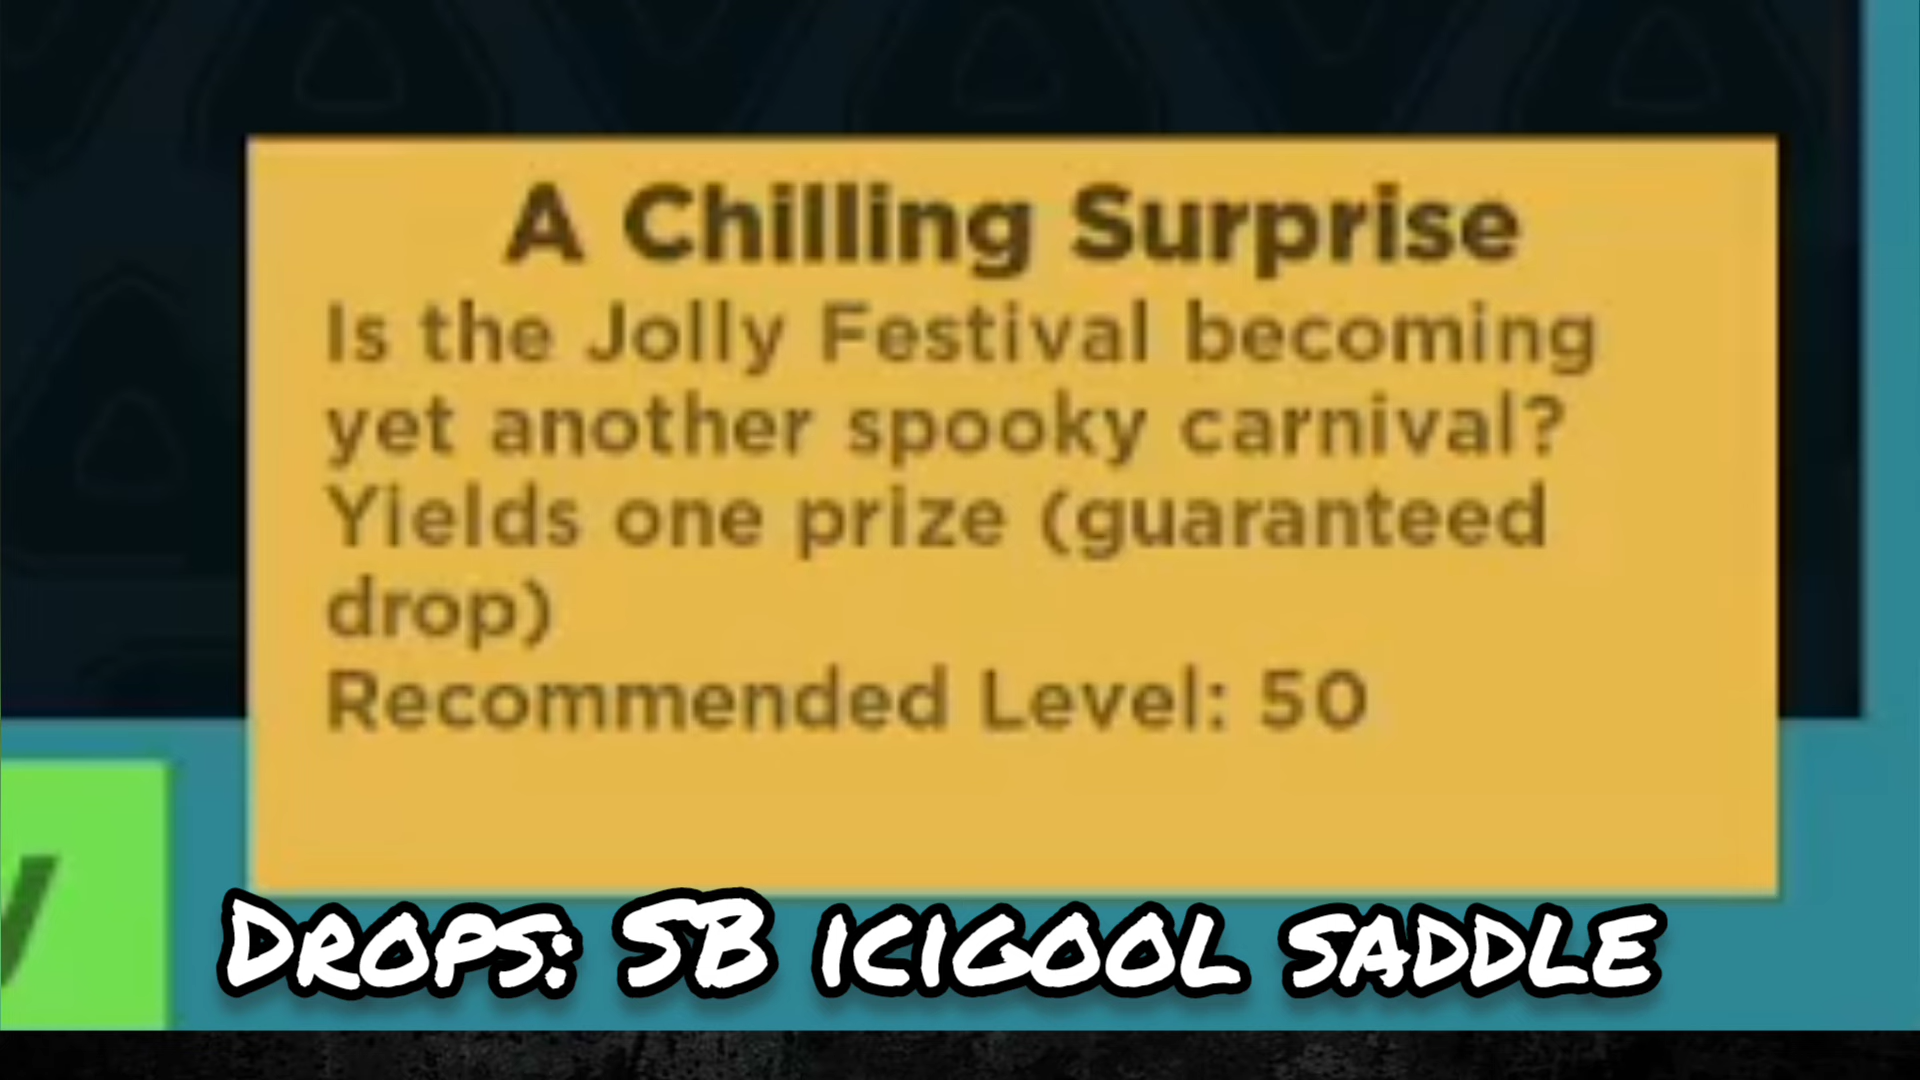 A Chilling Surprise
Is the Jolly Festival becoming
yet another spooky carnival?
Yields one prize (guaranteed
drop)
Recommended Level: 50
DROPS: SB ICIGOOL SADDLE